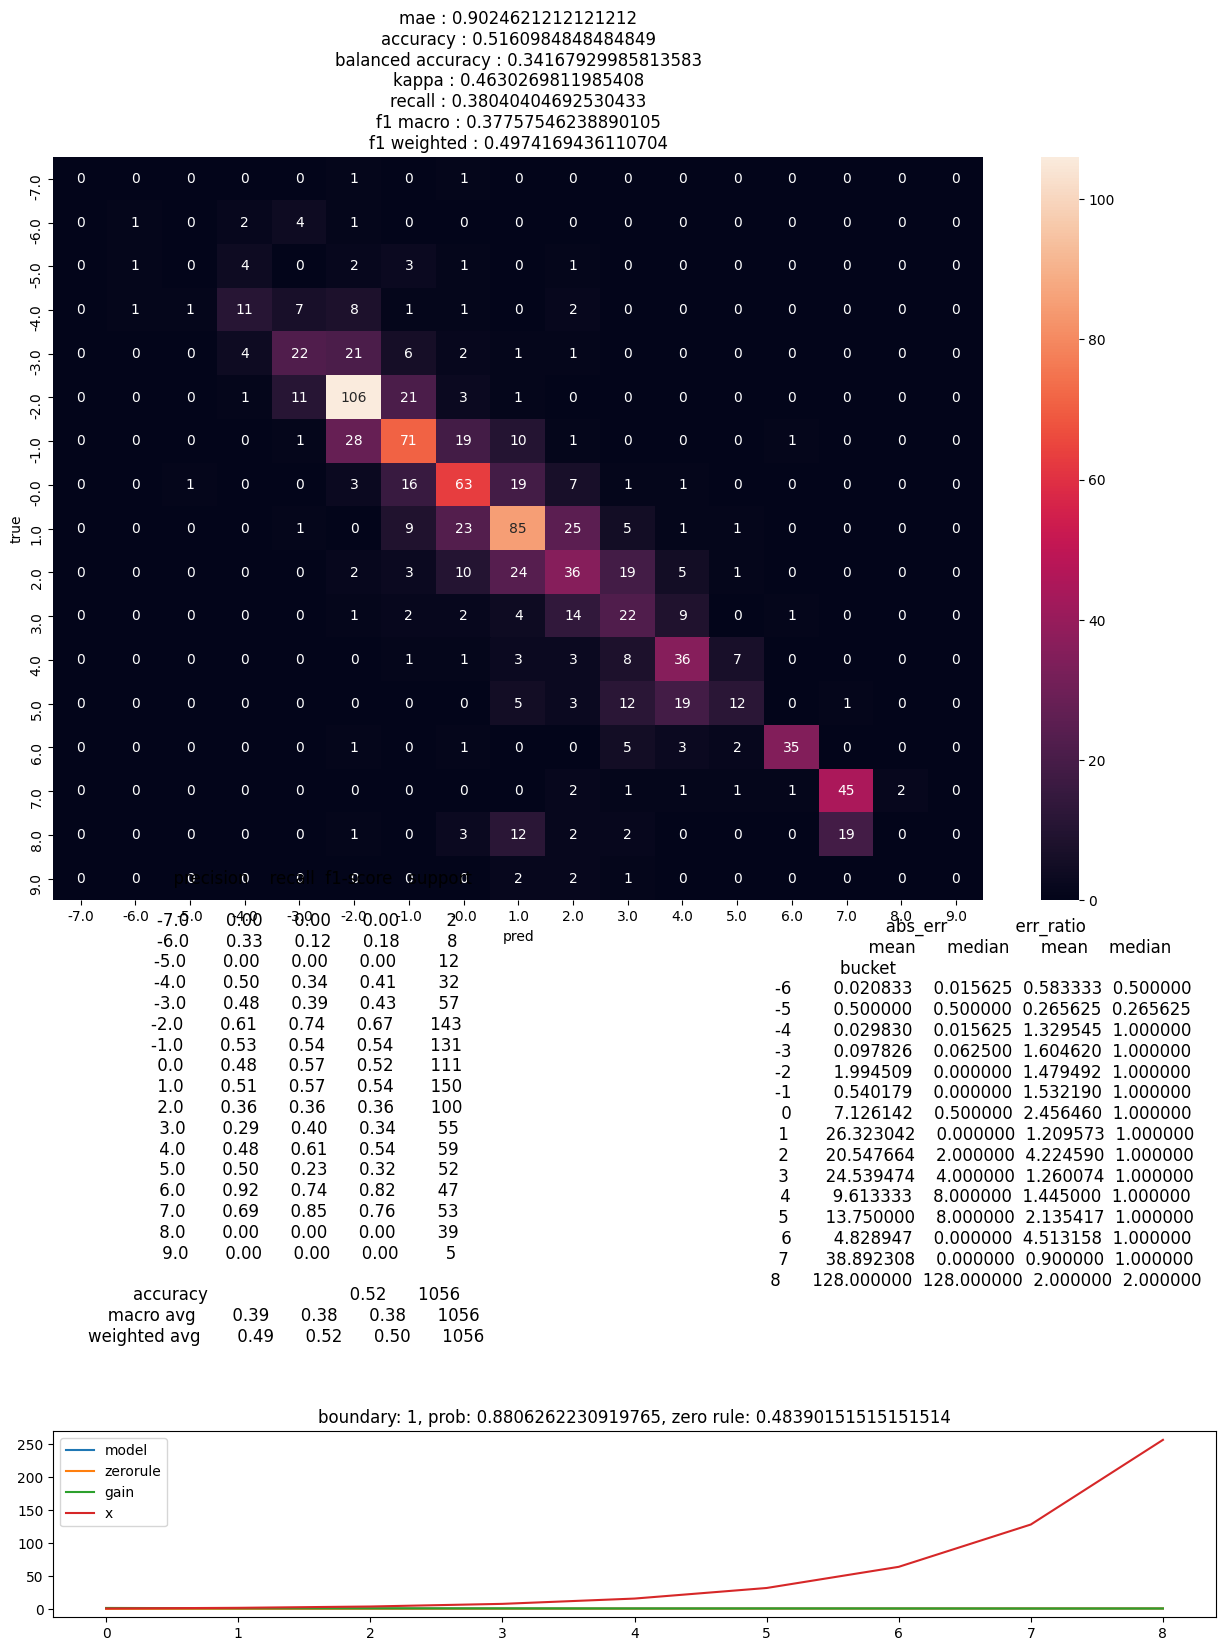 mae : 0.9024621212121212
accuracy : 0.5160984848484849
balanced accuracy : 0.34167929985813583
kappa : 0.4630269811985408
recall : 0.38040404692530433
f1 macro : 0.37757546238890105
f1 weighted : 0.4974169436110704
-7.0 0 0 0 0 0 1 0 1 0 0 0 0 0 0 0 0 0
-6.0 0 1 0 2 4 1 0 0 0 0 0 0 0 0 0 0 0
-5.0 0 1 0 4 0 2 3 1 0 1 0 0 0 0 0 0 0
-4.0 0 1 1 11 7 8 1 1 0 2 0 0 0 0 0 0 0
-3.0 0 0 0 4 22 21 6 2 1 1 0 0 0 0 0 0 0
-2.0 0 0 0 1 11 106 21 3 1 0 0 0 0 0 0 0 0
-1.0 0 0 0 0 1 28 71 19 10 1 0 0 0 1 0 0 0
-0.0 0 0 1 0 0 3 16 63 19 7 1 1 0 0 0 0 0
1.0 0 0 0 0 1 0 9 23 85 25 5 1 1 0 0 0 0
2.0 0 0 0 0 0 2 3 10 24 36 19 5 1 0 0 0 0
3.0 0 0 0 0 0 1 2 2 4 14 22 9 0 1 0 0 0
4.0 0 0 0 0 0 0 1 1 3 3 8 36 7 0 0 0 0
5.0 0 0 0 0 0 0 0 0 5 3 12 19 12 0 1 0 0
6.0 0 0 0 0 0 1 0 1 0 0 5 3 2 35 0 0 0
7.0 0 0 0 0 0 0 0 0 0 2 1 1 1 1 45 2 0
8.0 0 0 0 0 0 1 0 3 12 2 2 0 0 0 19 0 0
9.0 0 0 0 0 0 0 0 0 2 2 1 0 0 0 0 0 0
true
-7.0 -6.0 -5.0 -4.0 -3.0 -2.0 -1.0 -0.0 1.0 2.0 3.0 4.0 5.0 6.0 7.0 8.0 9.0
pred
100
80
60
40
20
0
precision recall f1-score support
-7.0 0.00 0.00 0.00 2
-6.0 0.33 0.12 0.18 8
-5.0 0.00 0.00 0.00 12
-4.0 0.50 0.34 0.41 32
-3.0 0.48 0.39 0.43 57
-2.0 0.61 0.74 0.67 143
-1.0 0.53 0.54 0.54 131
0.0 0.48 0.57 0.52 111
1.0 0.51 0.57 0.54 150
2.0 0.36 0.36 0.36 100
3.0 0.29 0.40 0.34 55
4.0 0.48 0.61 0.54 59
5.0 0.50 0.23 0.32 52
6.0 0.92 0.74 0.82 47
7.0 0.69 0.85 0.76 53
8.0 0.00 0.00 0.00 39
9.0 0.00 0.00 0.00 5
accuracy 0.52 1056
macro avg 0.39 0.38 0.38 1056
weighted avg 0.49 0.52 0.50 1056
abs_err err_ratio
mean median mean median
bucket
-6 0.020833 0.015625 0.583333 0.500000
-5 0.500000 0.500000 0.265625 0.265625
-4 0.029830 0.015625 1.329545 1.000000
-3 0.097826 0.062500 1.604620 1.000000
-2 1.994509 0.000000 1.479492 1.000000
-1 0.540179 0.000000 1.532190 1.000000
0 7.126142 0.500000 2.456460 1.000000
1 26.323042 0.000000 1.209573 1.000000
2 20.547664 2.000000 4.224590 1.000000
3 24.539474 4.000000 1.260074 1.000000
4 9.613333 8.000000 1.445000 1.000000
5 13.750000 8.000000 2.135417 1.000000
6 4.828947 0.000000 4.513158 1.000000
7 38.892308 0.000000 0.900000 1.000000
8 128.000000 128.000000 2.000000 2.000000
boundary: 1, prob: 0.8806262230919765, zero rule: 0.48390151515151514
model
zerorule
gain
x
250
200
150
100
50
0
0 1 2 3 4 5 6 7 8